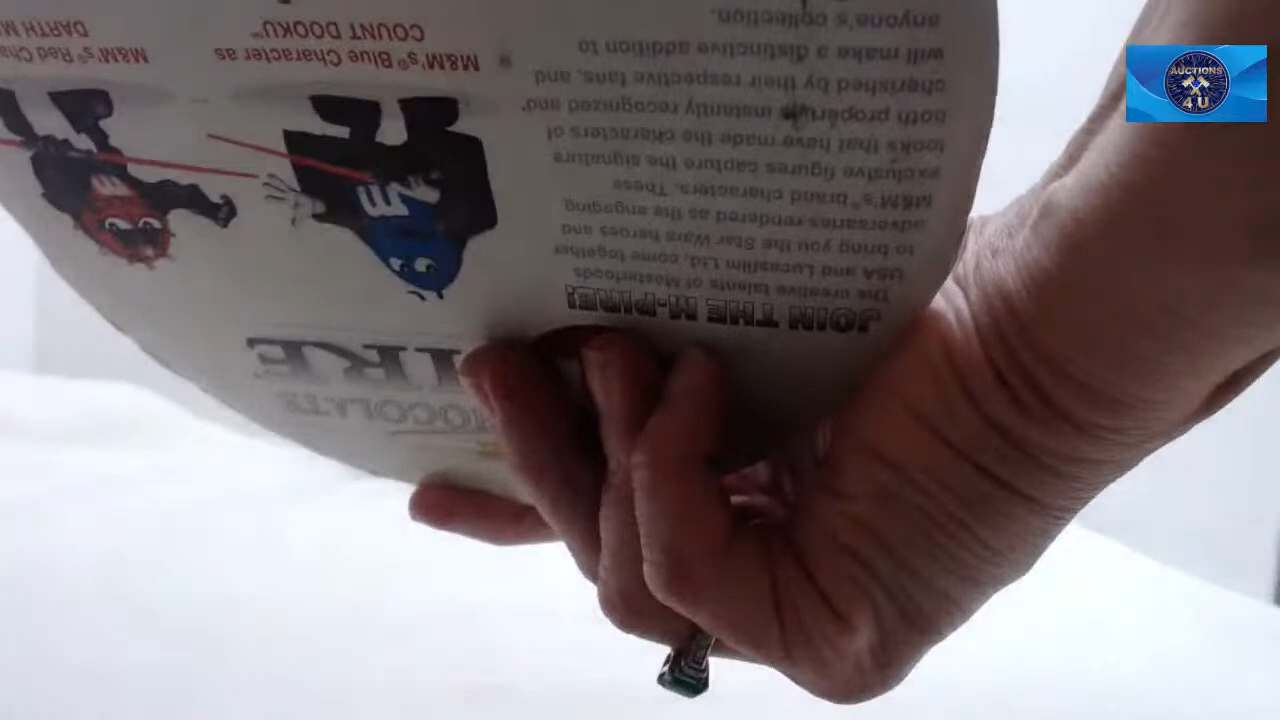 AUCTIONS
4 U
JOIN THE M-PIRE!
The creative talents of Masterfoods
USA and Lucasfilm Ltd. come together
to bring you the Star Wars heroes and
adversaries rendered as the engaging
M&M's® brand characters. These
exclusive figures capture the signature
looks that have made the characters of
both properties instantly recognized and
cherished by their respective fans, and
will make a distinctive addition to
anyone's collection.
M&M's® Blue Character as
COUNT DOOKU™
M&M's® Red Cha
DARTH M